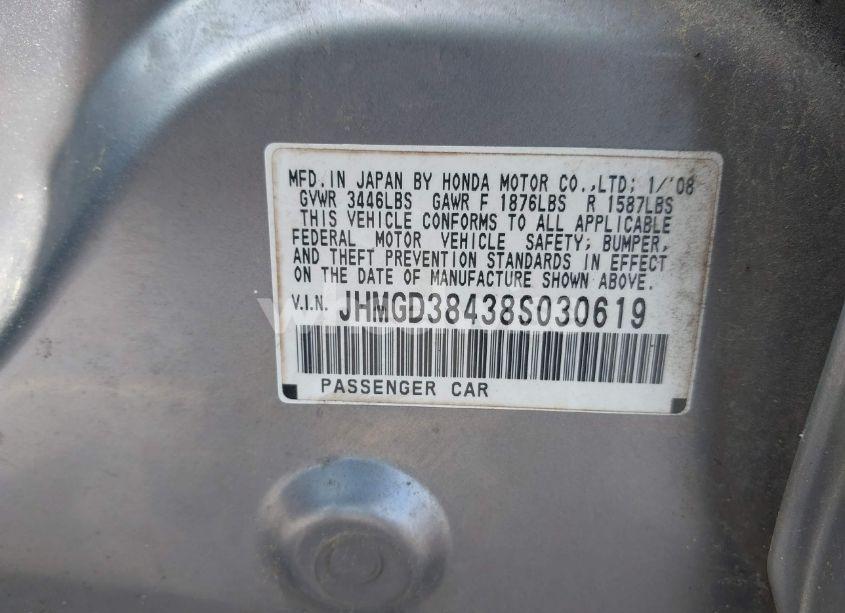 MFD. IN JAPAN BY HONDA MOTOR CO.,LTD; 1/'08
GVWR 3446LBS GAWR F 1876LBS R 1587LBS
THIS VEHICLE CONFORMS TO ALL APPLICABLE
FEDERAL MOTOR VEHICLE SAFETY; BUMPER,
AND THEFT PREVENTION STANDARDS IN EFFECT
ON THE DATE OF MANUFACTURE SHOWN ABOVE.
V.I.N. JHMGD38438S030619
PASSENGER CAR